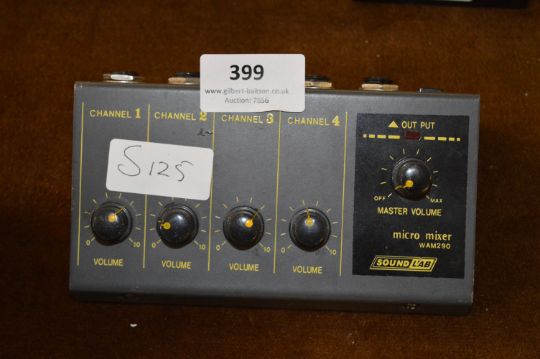 399
www.gilbert-baitson.co.uk
Auction: 7656
CHANNEL 1
CHANNEL 2
CHANNEL 3
CHANNEL 4
S125
OUT PUT
OFF MAX
MASTER VOLUME
0 10
VOLUME
0 10
VOLUME
0 10
VOLUME
0 10
VOLUME
micro mixer
WAM290
SOUND LAB